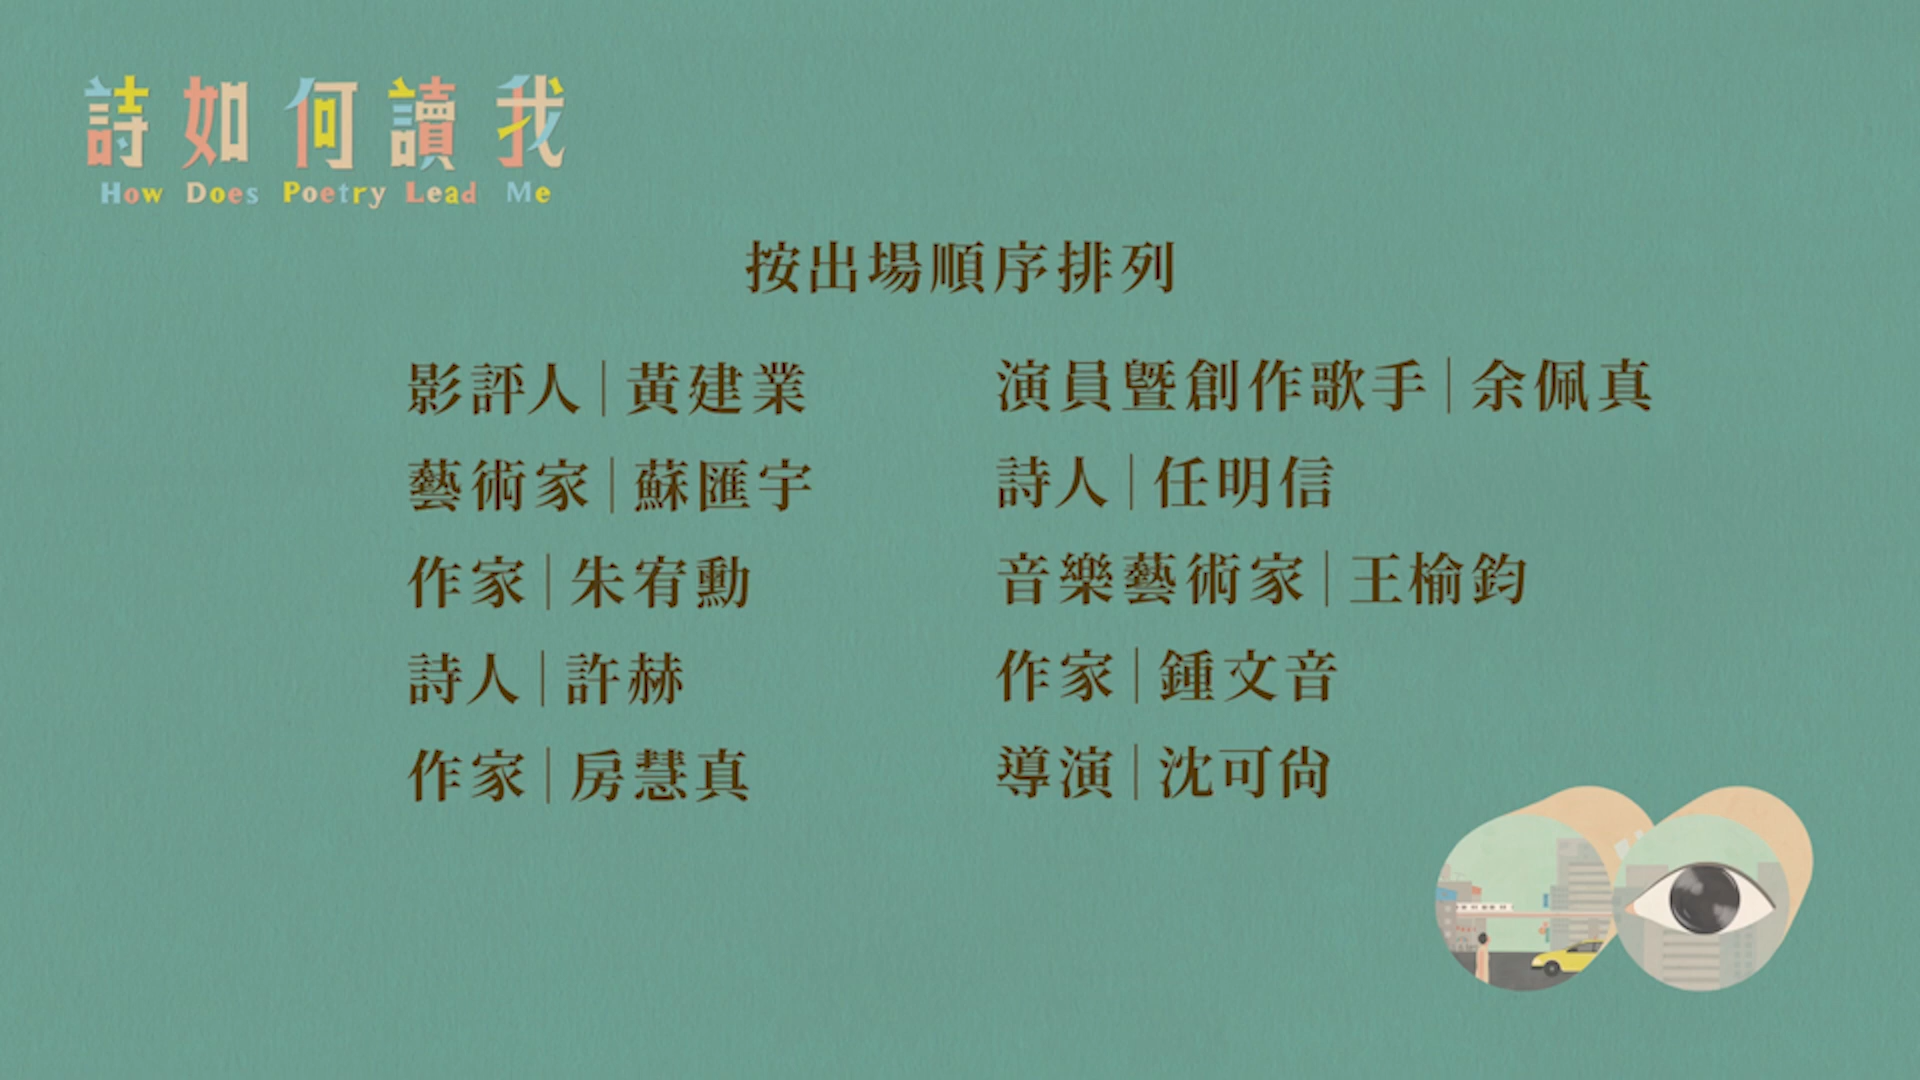 詩如何讀我
How Does Poetry Lead Me
按出場順序排列
影評人|黃建業
藝術家|蘇匯宇
作家|朱宥勳
詩人|許赫
作家|房慧真
演員暨創作歌手|余佩真
詩人|任明信
音樂藝術家|王榆鈞
作家|鍾文音
導演|沈可尚